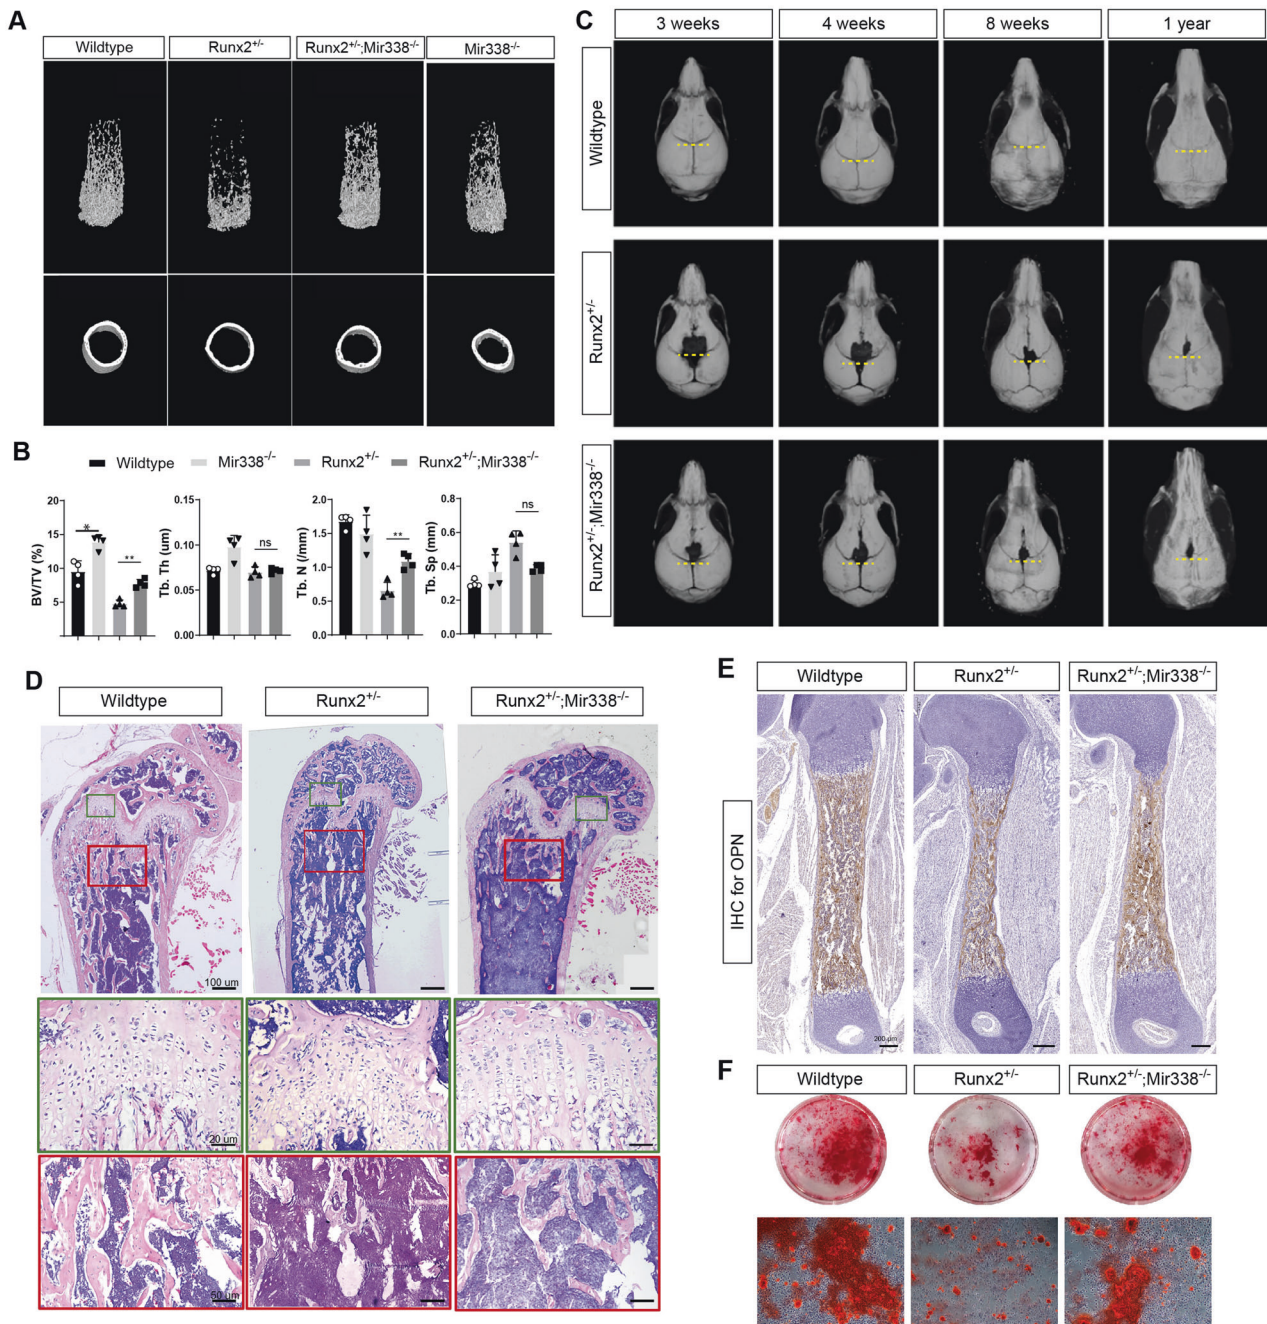 A
Wildtype
Runx2+/-
Runx2+/-;Mir338-/-
Mir338-/-
B
Wildtype
Mir338-/-
Runx2+/-
Runx2+/-;Mir338-/-
BV/TV (%)
20
15
10
5
*
**
Tb. Th (um)
0.15
0.10
0.05
0.00
ns
Tb. N (/mm)
2.0
1.5
1.0
0.5
0.0
**
Tb. Sp (mm)
0.8
0.6
0.4
0.2
0.0
ns
C
3 weeks
4 weeks
8 weeks
1 year
Wildtype
Runx2+/-
Runx2+/-;Mir338-/-
D
Wildtype
Runx2+/-
Runx2+/-;Mir338-/-
100 um
20 um
50 um
E
Wildtype
Runx2+/-
Runx2+/-;Mir338-/-
IHC for OPN
200 μm
F
Wildtype
Runx2+/-
Runx2+/-;Mir338-/-